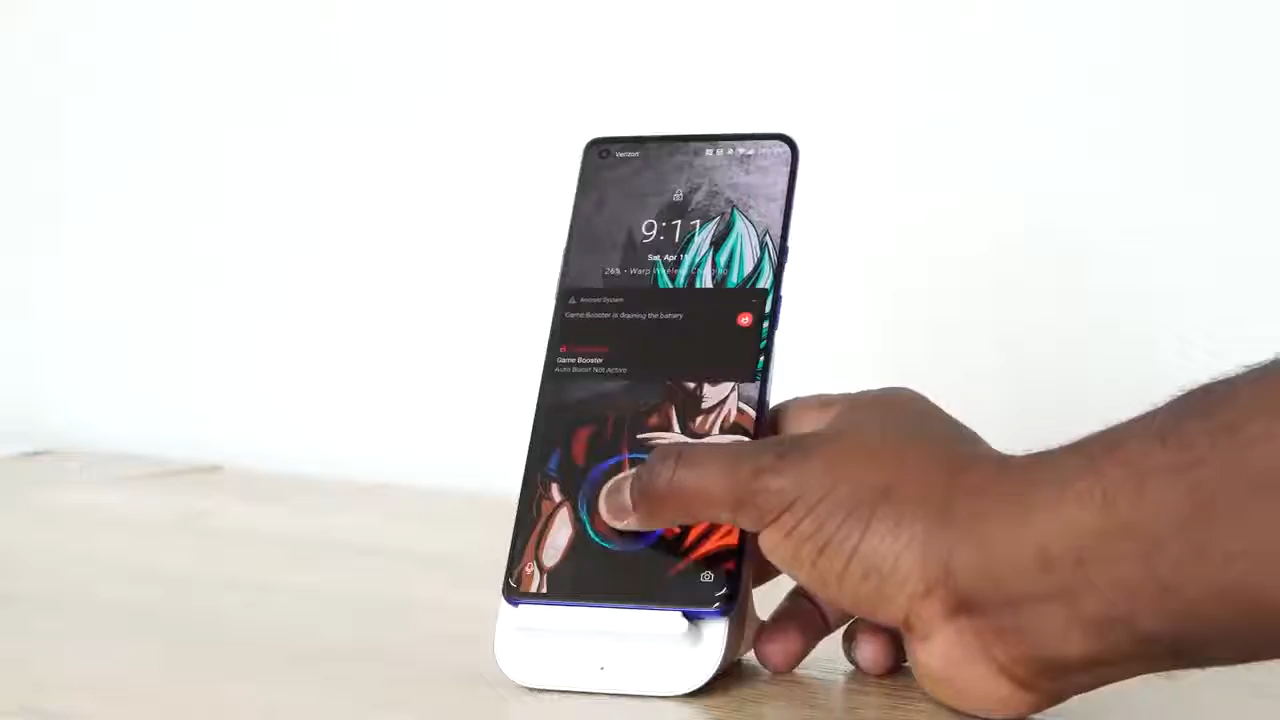 Verizon
9:11
Sat, Apr 11
26% • Warp Wireless Charging
Android System
Game Booster is draining the battery
Game Booster
Auto Boost Not Active